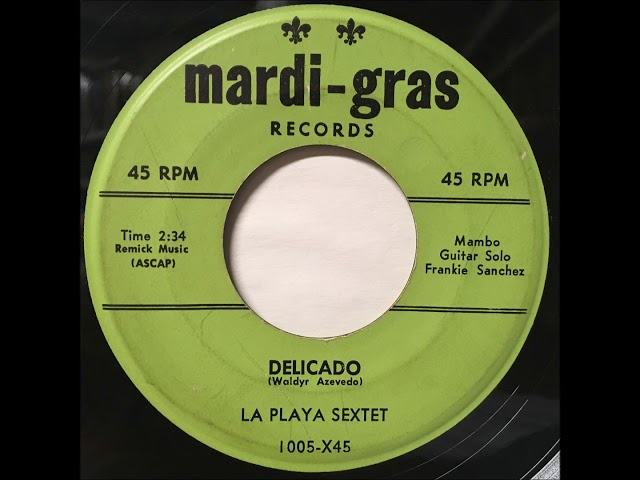 mardi-gras
RECORDS
45 RPM
45 RPM
Time 2:34
Remick Music
(ASCAP)
Mambo
Guitar Solo
Frankie Sanchez
DELICADO
(Waldyr Azevedo)
LA PLAYA SEXTET
1005-X45